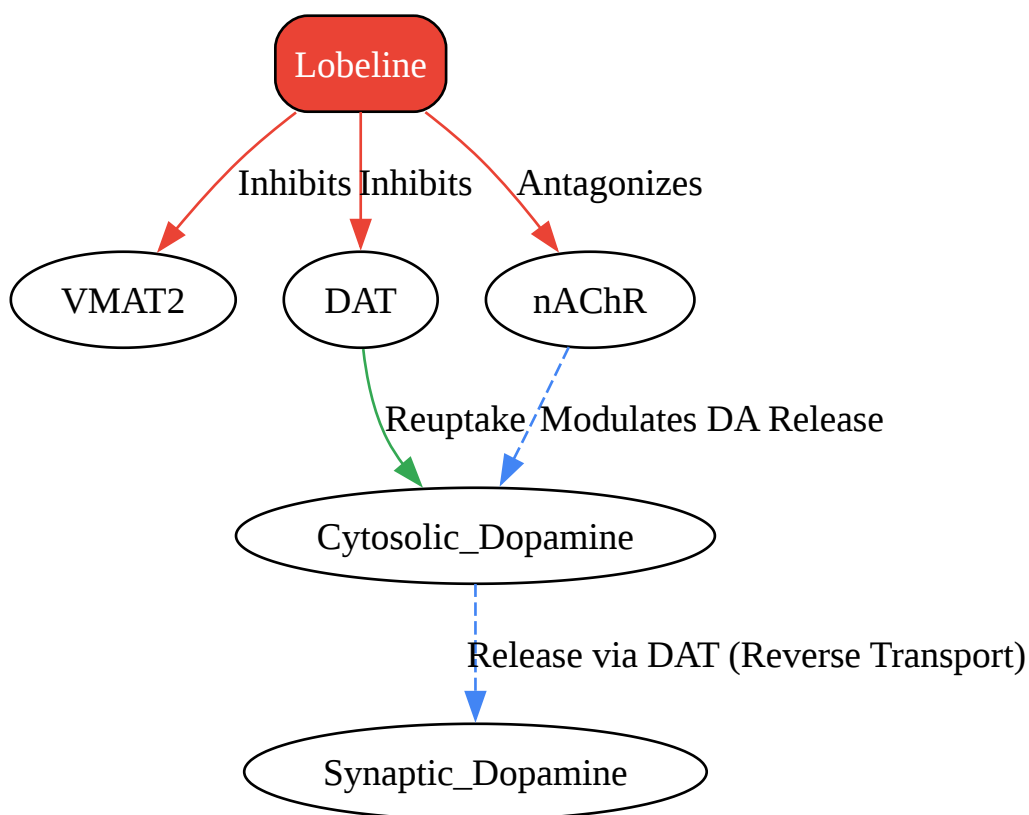 Lobeline
Inhibits
Inhibits
Antagonizes
VMAT2
DAT
nAChR
Reuptake
Modulates DA Release
Cytosolic_Dopamine
Release via DAT (Reverse Transport)
Synaptic_Dopamine